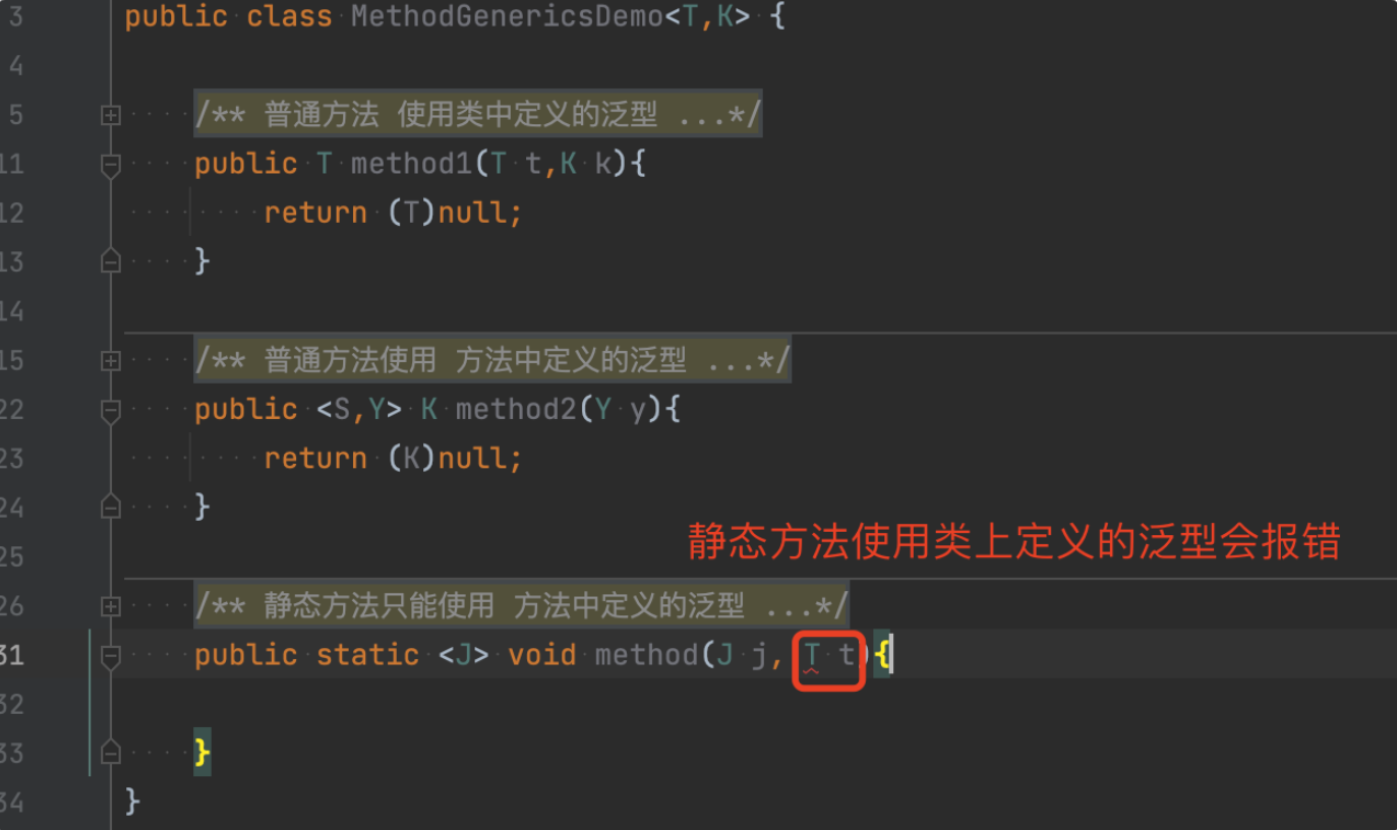 3 public class MethodGenericsDemo<T,K> {
4
5 /** 普通方法 使用类中定义的泛型 ...*/
11 public T method1(T t,K k){
12 return (T)null;
13 }
14
15 /** 普通方法使用 方法中定义的泛型 ...*/
22 public <S,Y> K method2(Y y){
23 return (K)null;
24 }
静态方法使用类上定义的泛型会报错
25
26 /** 静态方法只能使用 方法中定义的泛型 ...*/
31 public static <J> void method(J j, T t){
32
33 }
34 }